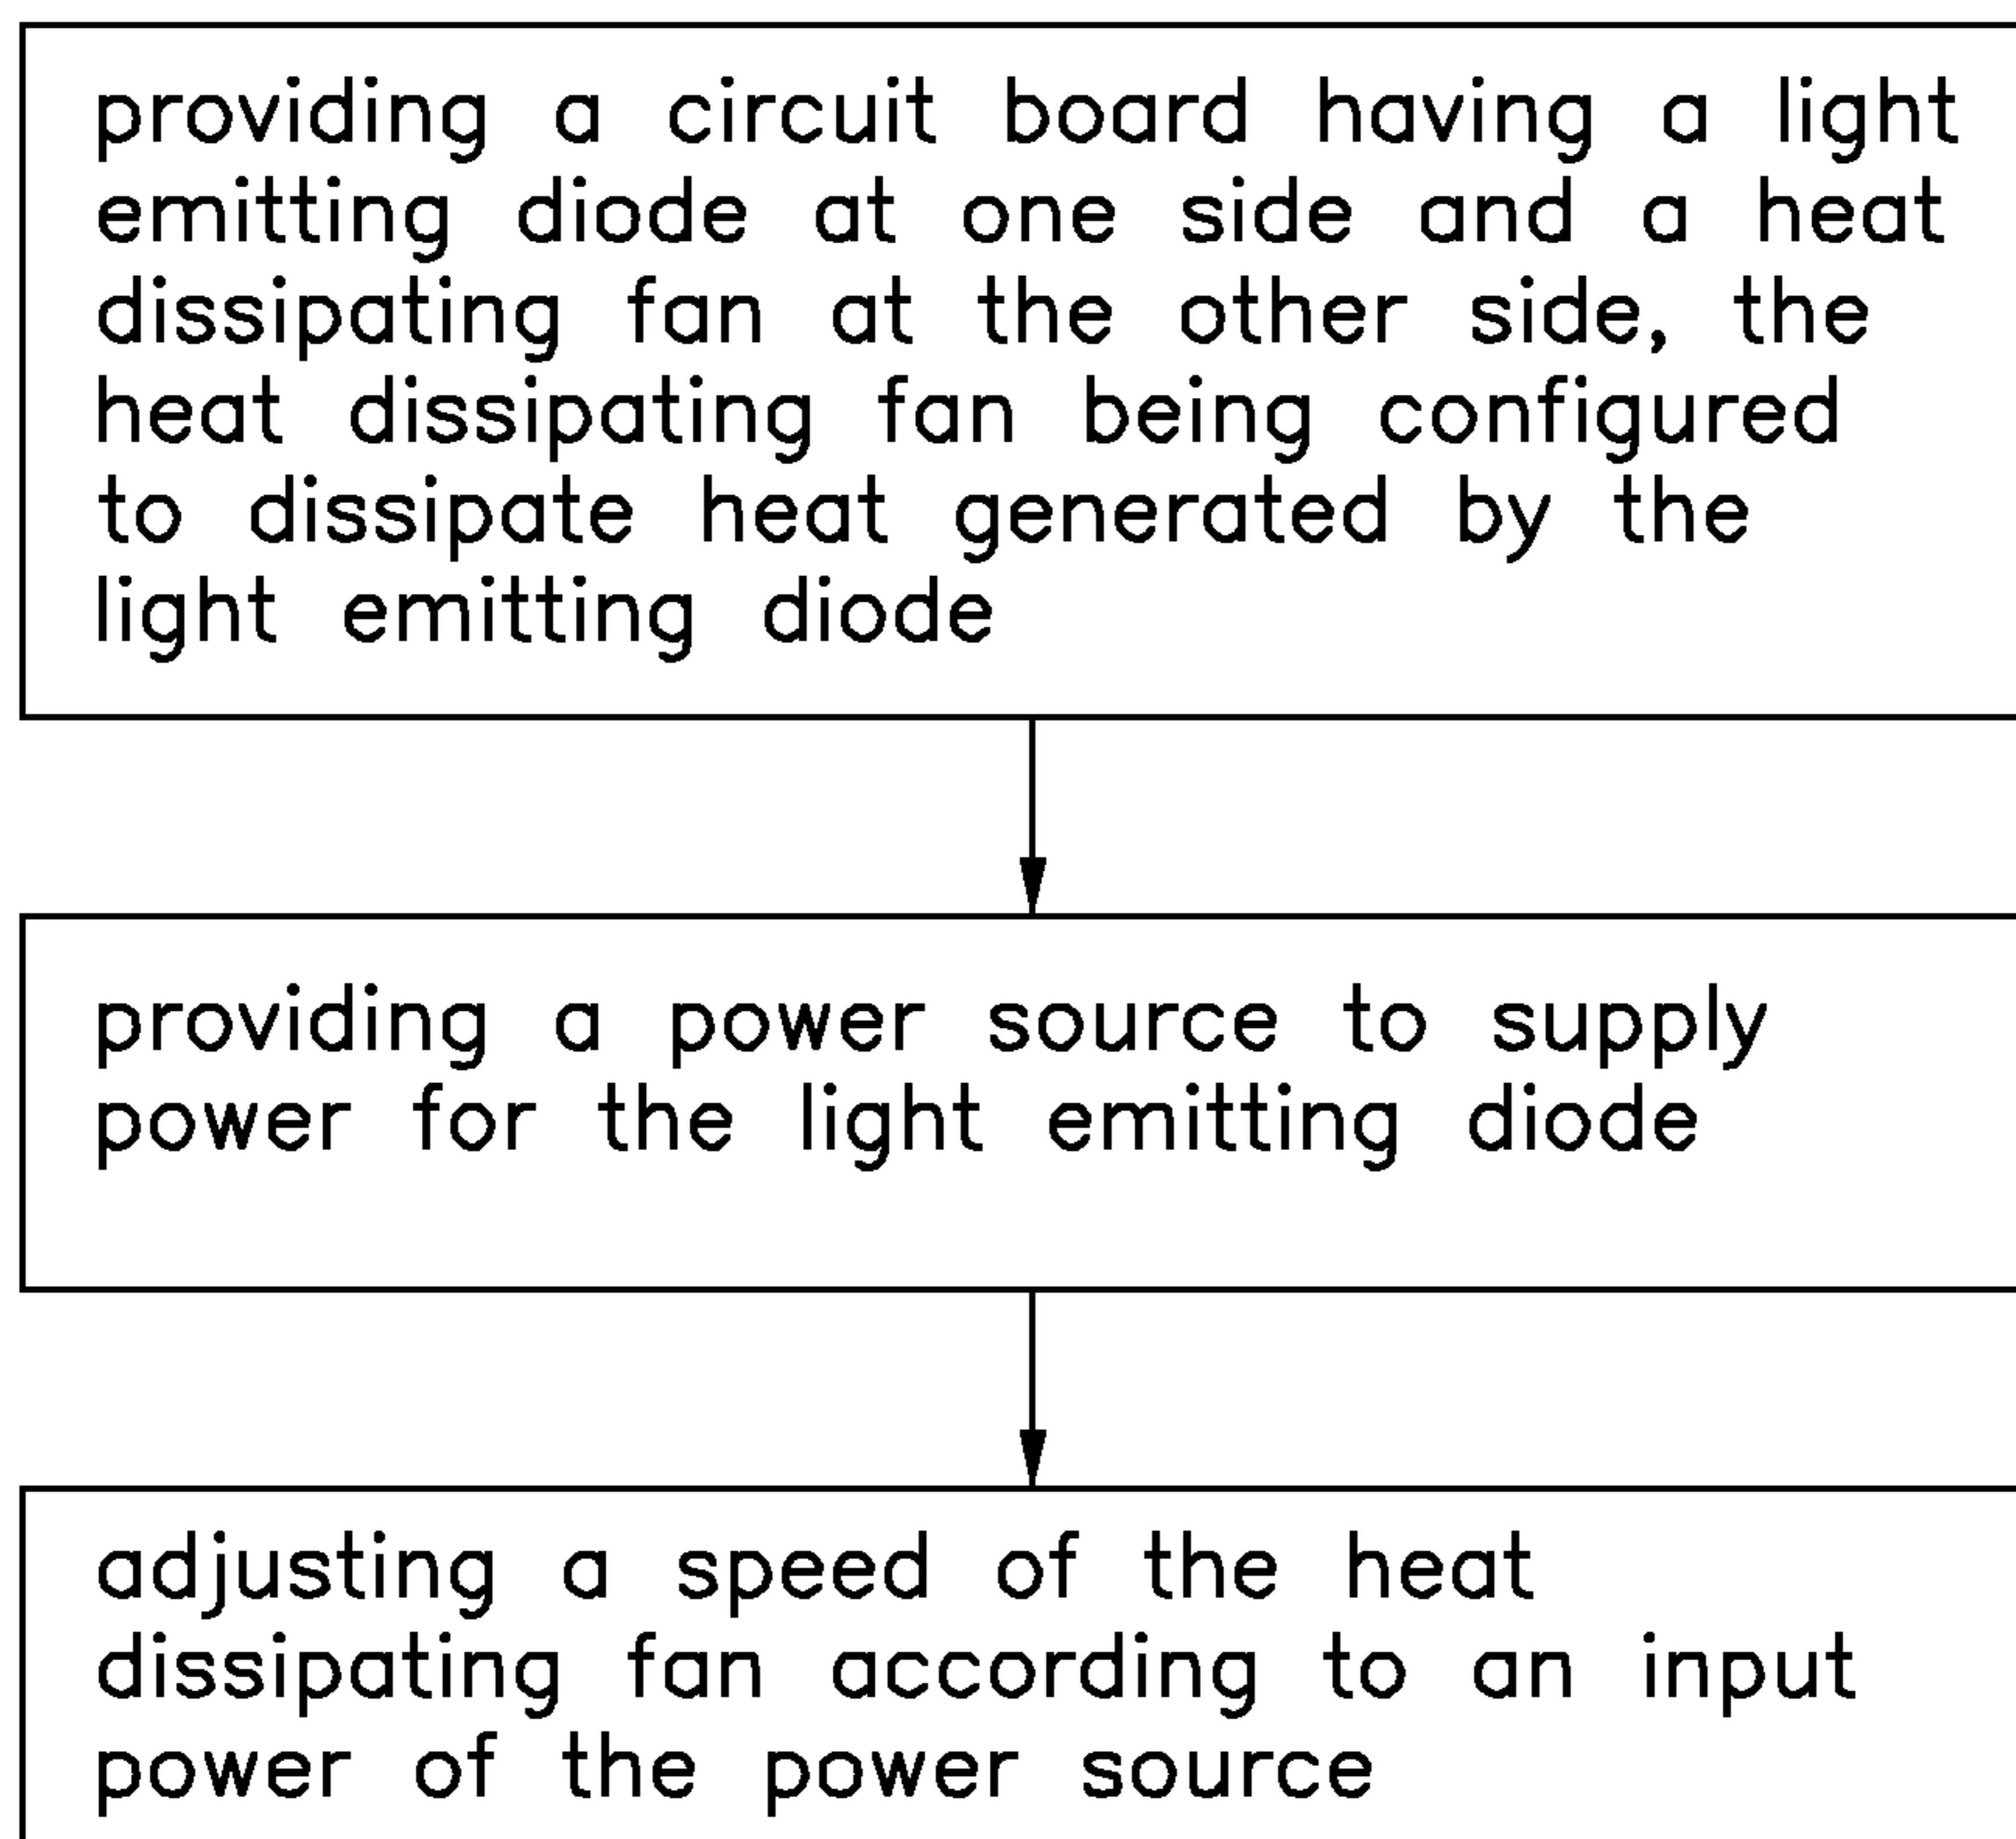 providing a circuit board having a light
emitting diode at one side and a heat
dissipating fan at the other side, the
heat dissipating fan being configured
to dissipate heat generated by the
light emitting diode
providing a power source to supply
power for the light emitting diode
adjusting a speed of the heat
dissipating fan according to an input
power of the power source